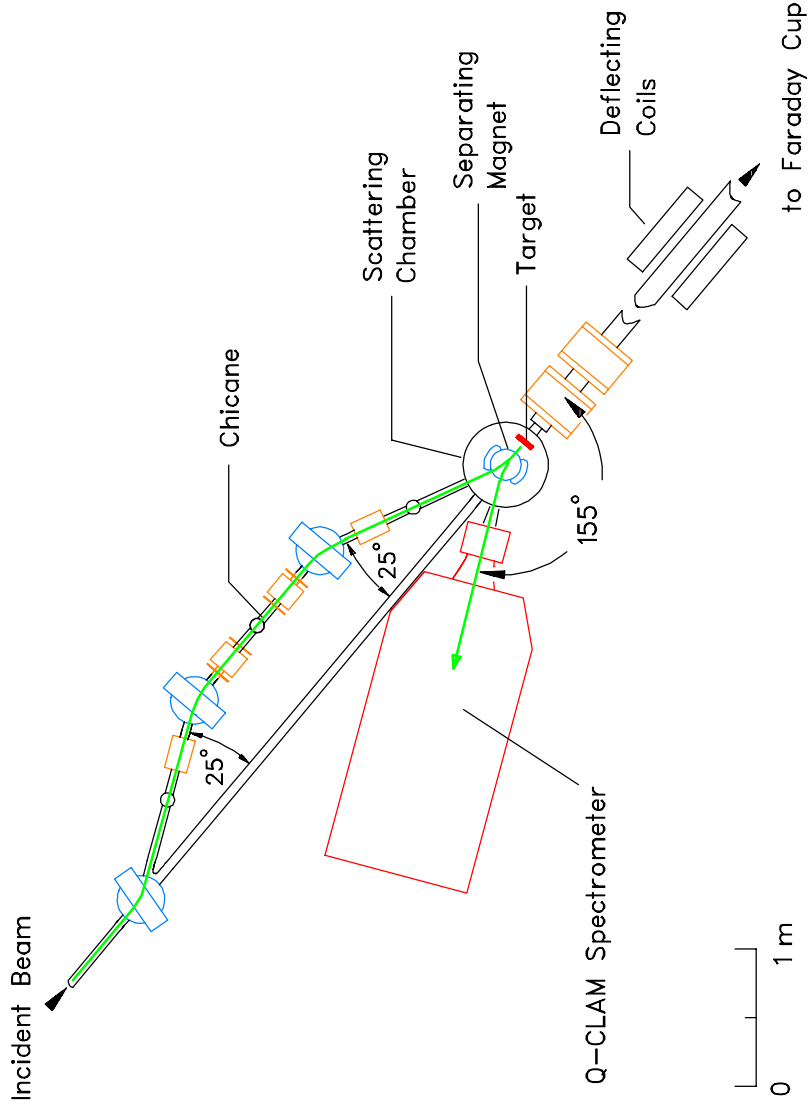 Incident Beam
Chicane
Scattering
Chamber
Separating
Magnet
Target
Deflecting
Coils
to Faraday Cup
25°
25°
155°
Q-CLAM Spectrometer
0
1m